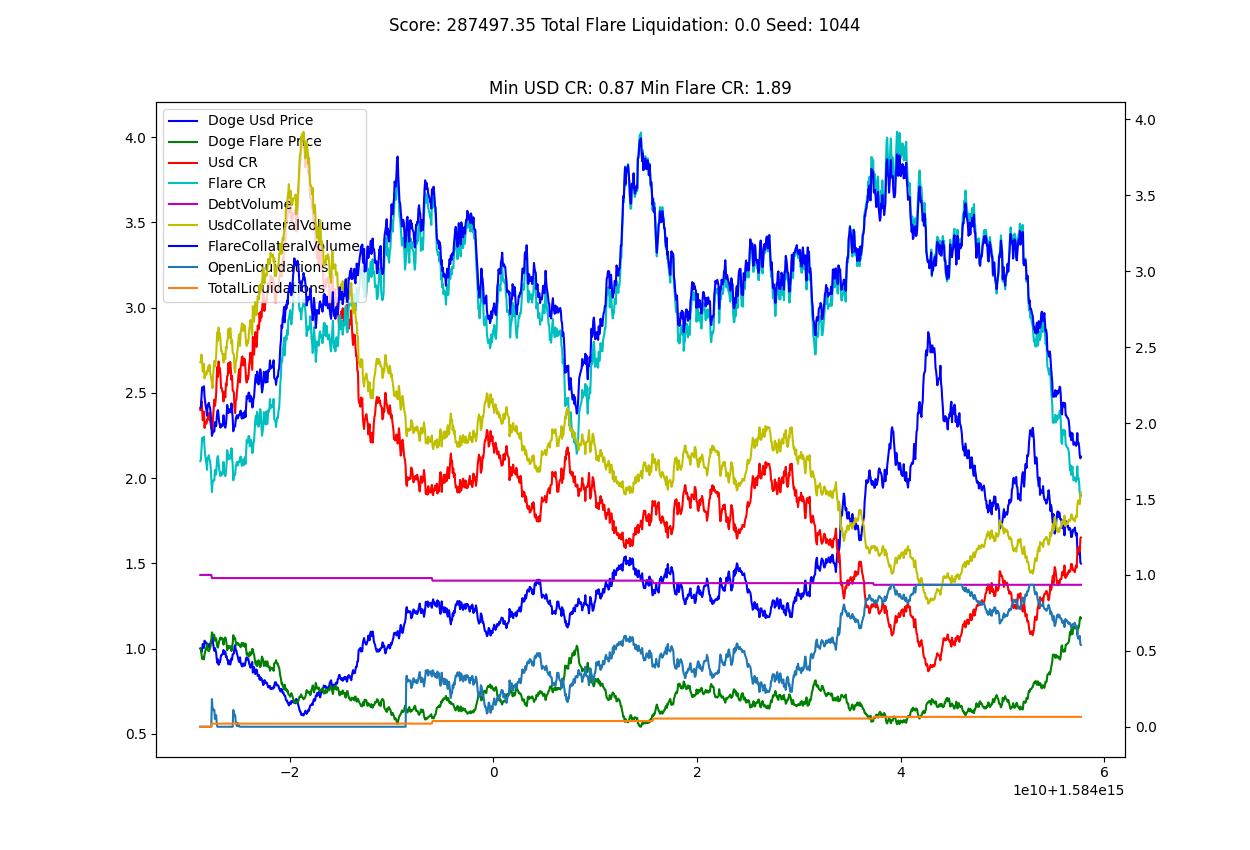 Score: 287497.35 Total Flare Liquidation: 0.0 Seed: 1044
Min USD CR: 0.87 Min Flare CR: 1.89
Doge Usd Price
Doge Flare Price
Usd CR
Flare CR
DebtVolume
UsdCollateralVolume
FlareCollateralVolume
OpenLiquidations
TotalLiquidations
4.0
3.5
3.0
2.5
2.0
1.5
1.0
0.5
4.0
3.5
3.0
2.5
2.0
1.5
1.0
0.5
0.0
−2 0 2 4 6
1e10+1.584e15